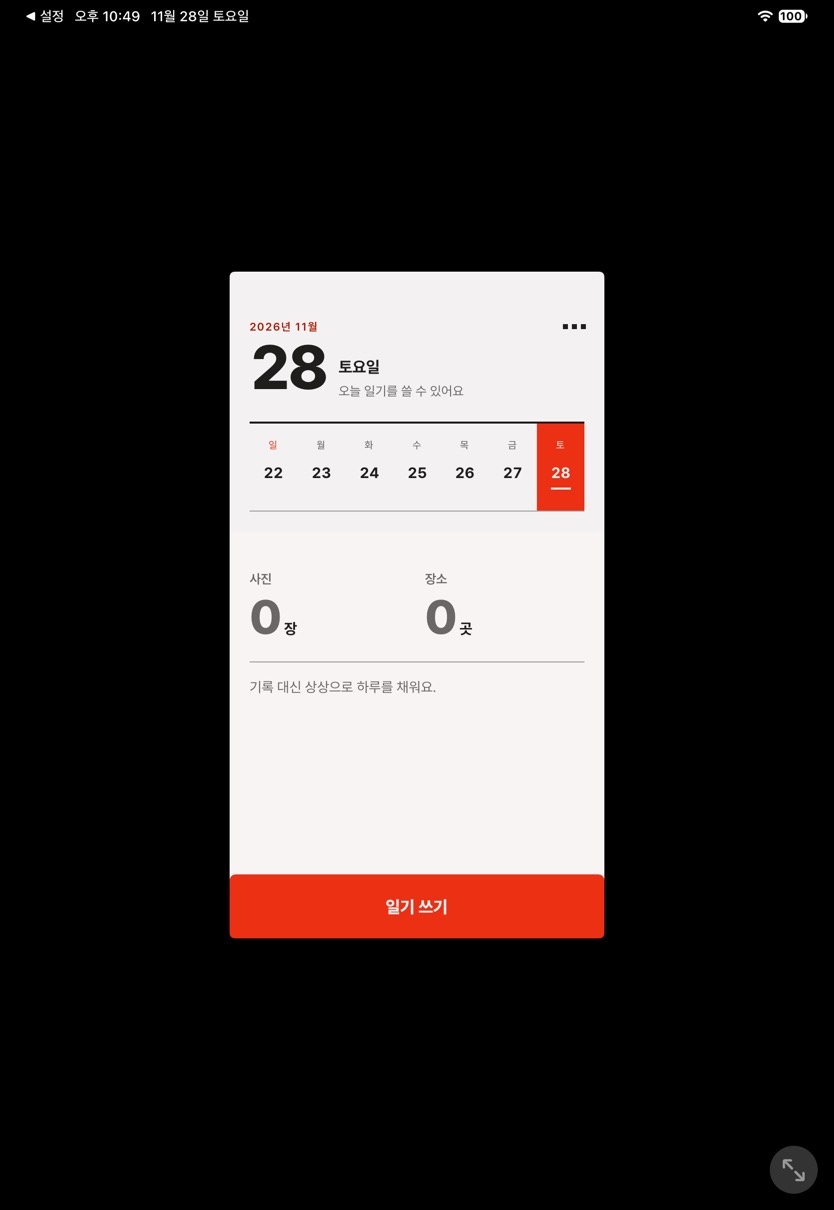 ◀ 설정 오후 10:49 11월 28일 토요일 100
2026년 11월
28 토요일
오늘 일기를 쓸 수 있어요
일 월 화 수 목 금 토
22 23 24 25 26 27 28
사진 장소
0장 0곳
기록 대신 상상으로 하루를 채워요.
일기 쓰기